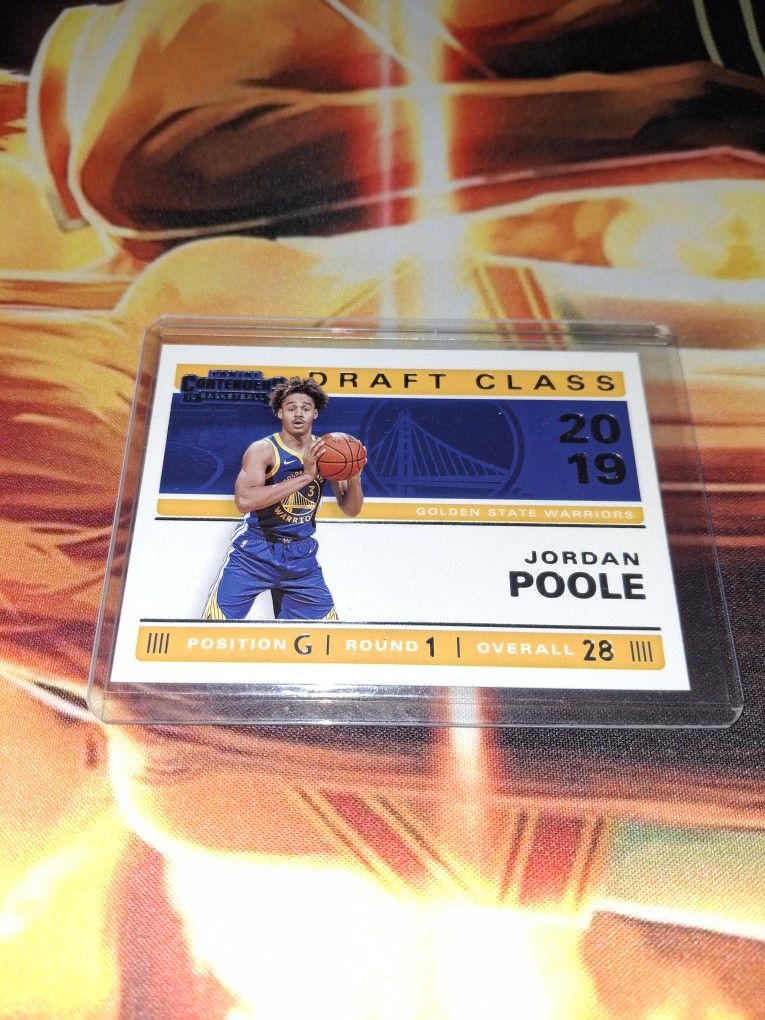 PANINI
CONTENDERS
DRAFT CLASS
BASKETBALL
20
19
GOLDEN STATE WARRIORS
3
WARRIORS
JORDAN
POOLE
POSITION G | ROUND 1 | OVERALL 28